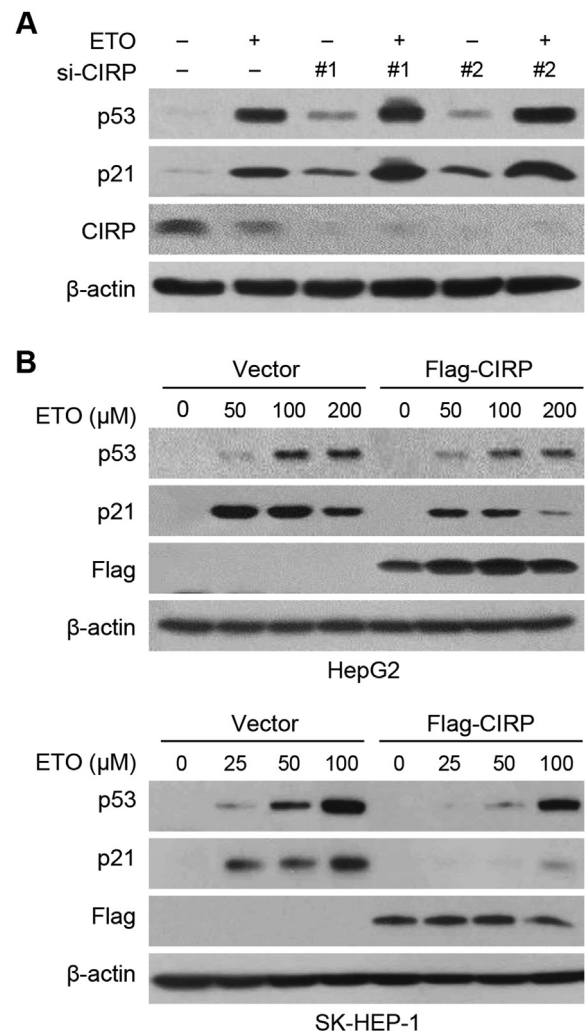 A
ETO – + – + – +
si-CIRP – – #1 #1 #2 #2
p53
p21
CIRP
β-actin
B
Vector Flag-CIRP
ETO (μM) 0 50 100 200 0 50 100 200
p53
p21
Flag
β-actin
HepG2
Vector Flag-CIRP
ETO (μM) 0 25 50 100 0 25 50 100
p53
p21
Flag
β-actin
SK-HEP-1